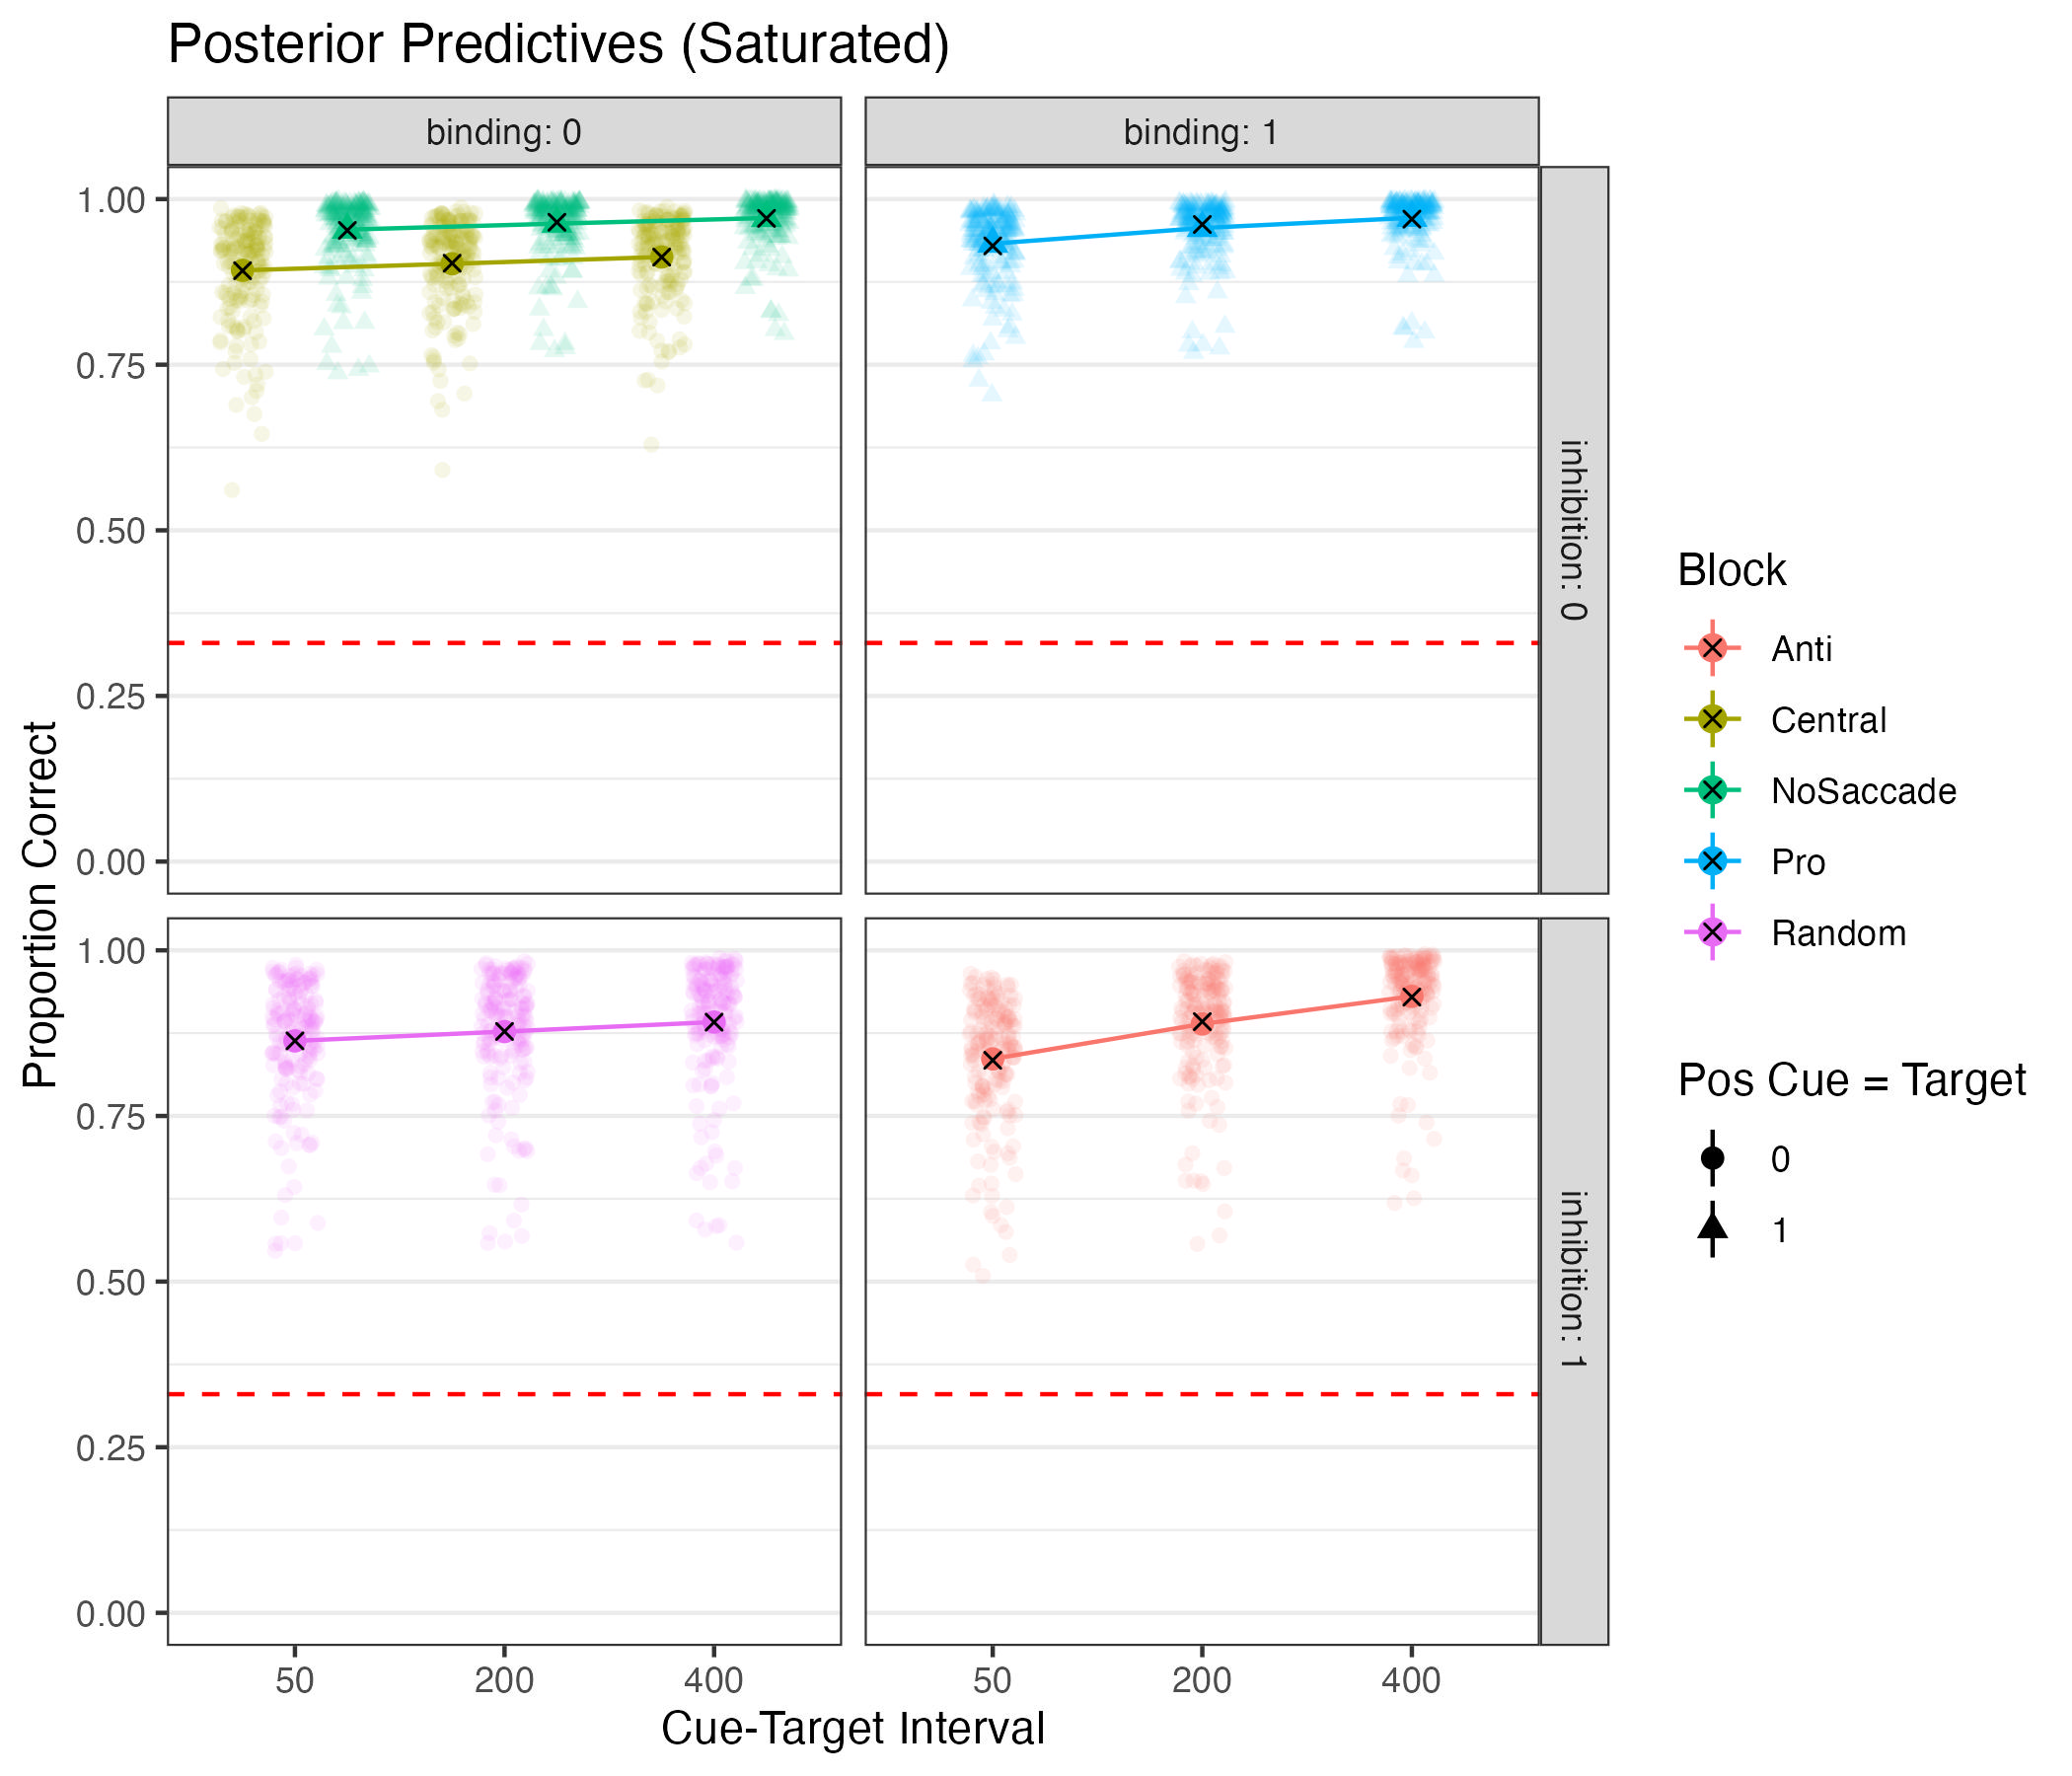 Posterior Predictives (Saturated)
binding: 0
binding: 1
1.00
0.75
0.50
0.25
0.00
inhibition: 0
1.00
0.75
0.50
0.25
0.00
inhibition: 1
Proportion Correct
50
200
400
50
200
400
Cue-Target Interval
Block
Anti
Central
NoSaccade
Pro
Random
Pos Cue = Target
0
1